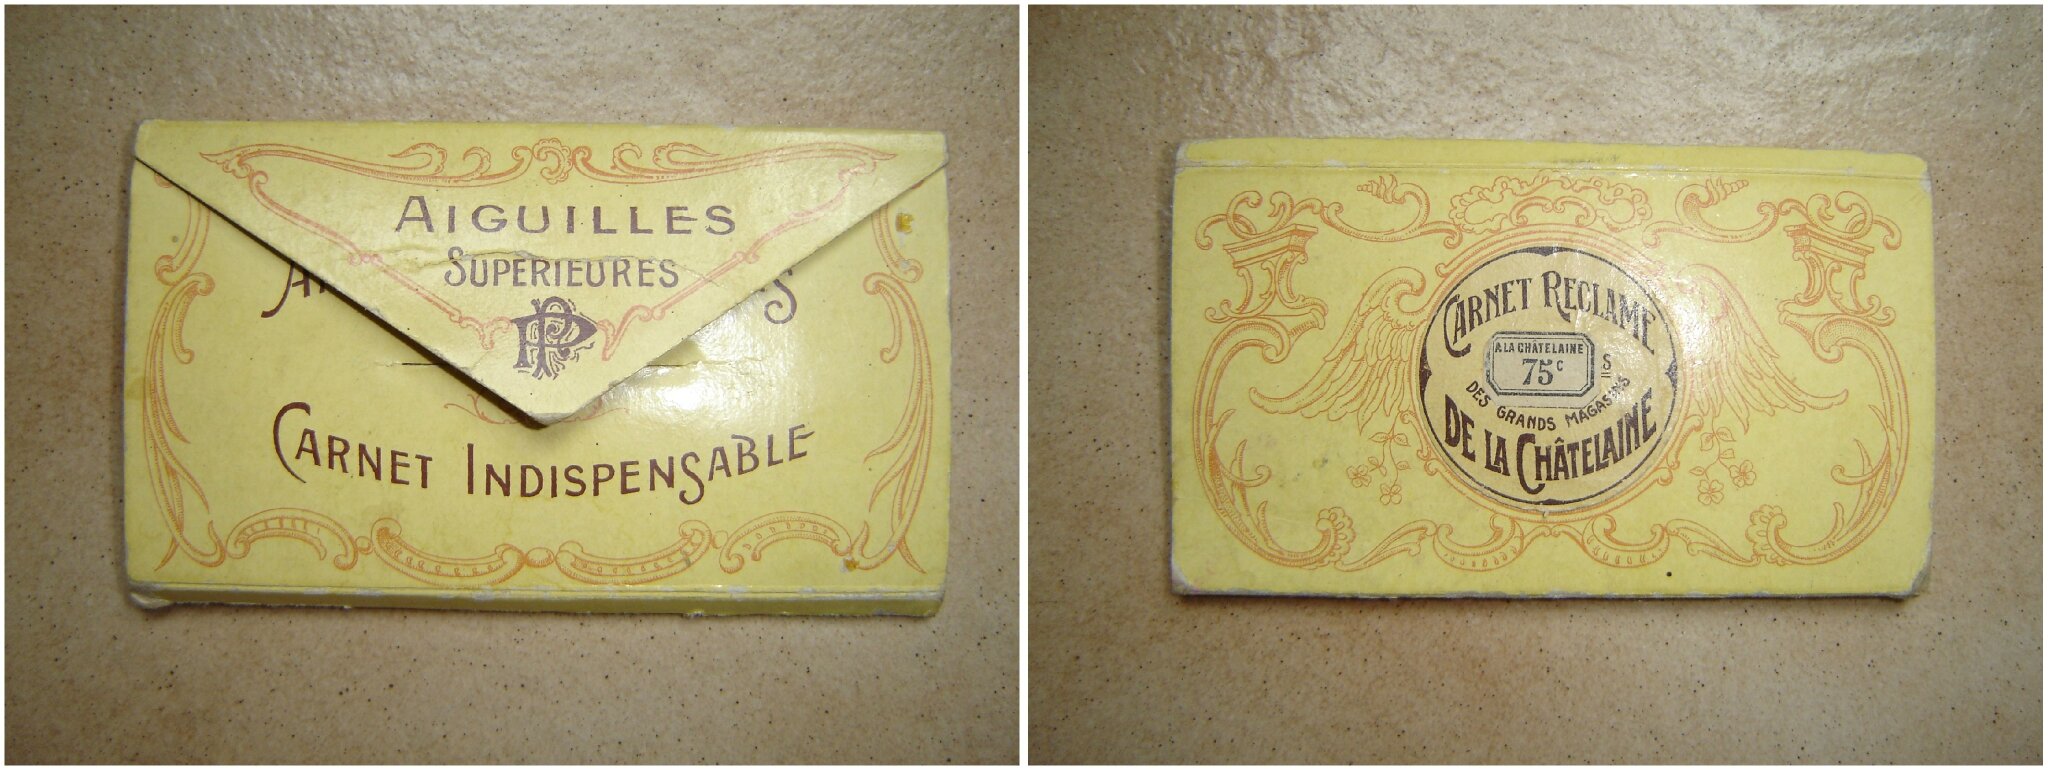 AIGUILLES
SUPERIEURES
CARNET INDISPENSABLE
CARNET RECLAME
A LA CHÂTELAINE
75c
S
DES GRANDS MAGASINS
DE LA CHÂTELAINE